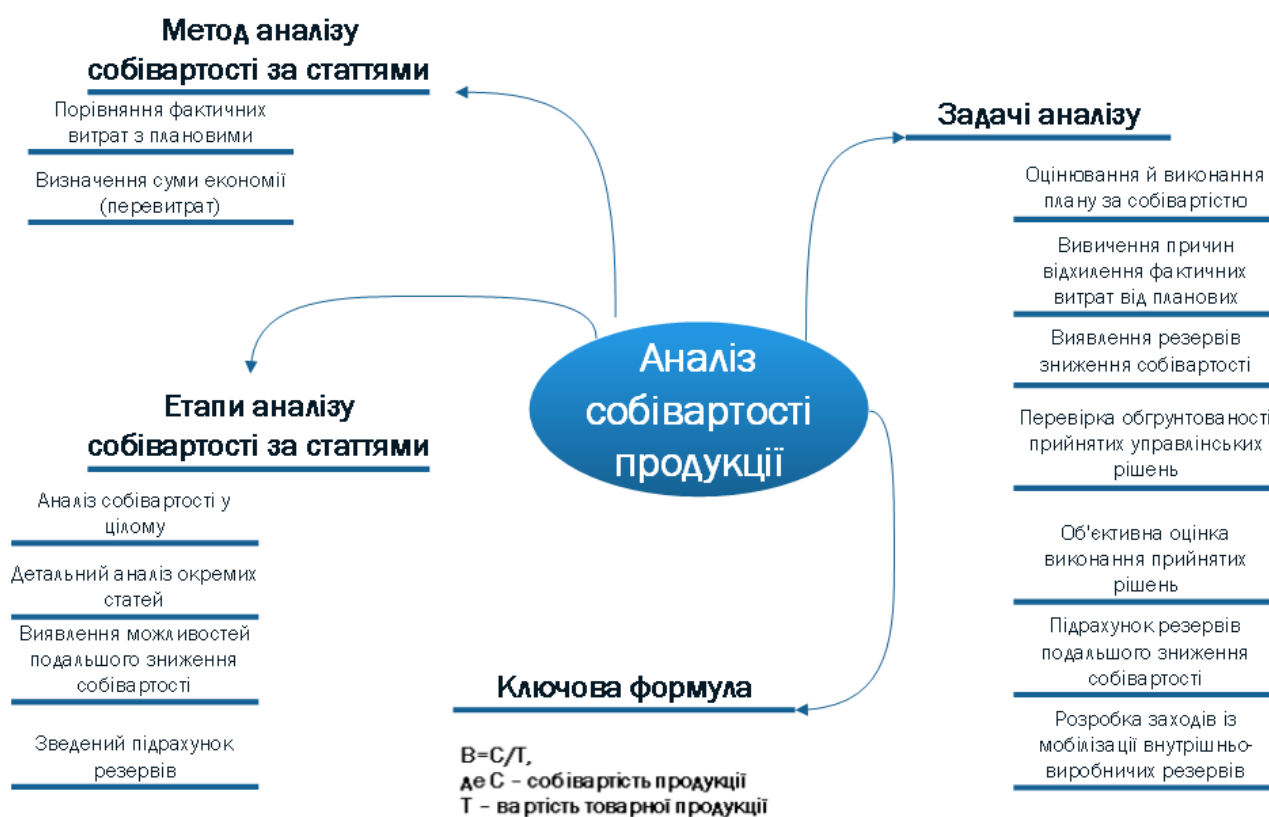 Метод аналізу
собівартості за статтями
Порівняння фактичних
витрат з плановими
Визначення суми економії
(перевитрат)
Задачі аналізу
Оцінювання й виконання
плану за собівартістю
Вивичення причин
відхилення фактичних
витрат від планових
Виявлення резервів
зниження собівартості
Перевірка обгрунтованості
прийнятих управлінських
рішень
Об'єктивна оцінка
виконання прийнятих
рішень
Підрахунок резервів
подальшого зниження
собівартості
Розробка заходів із
мобілізації внутрішньо-
виробничих резервів
Аналіз
собівартості
продукції
Етапи аналізу
собівартості за статтями
Аналіз собівартості у
цілому
Детальний аналіз окремих
статей
Виявлення можливостей
подальшого зниження
собівартості
Зведений підрахунок
резервів
Ключова формула
В=С/Т,
де С – собівартість продукції
Т – вартість товарної продукції